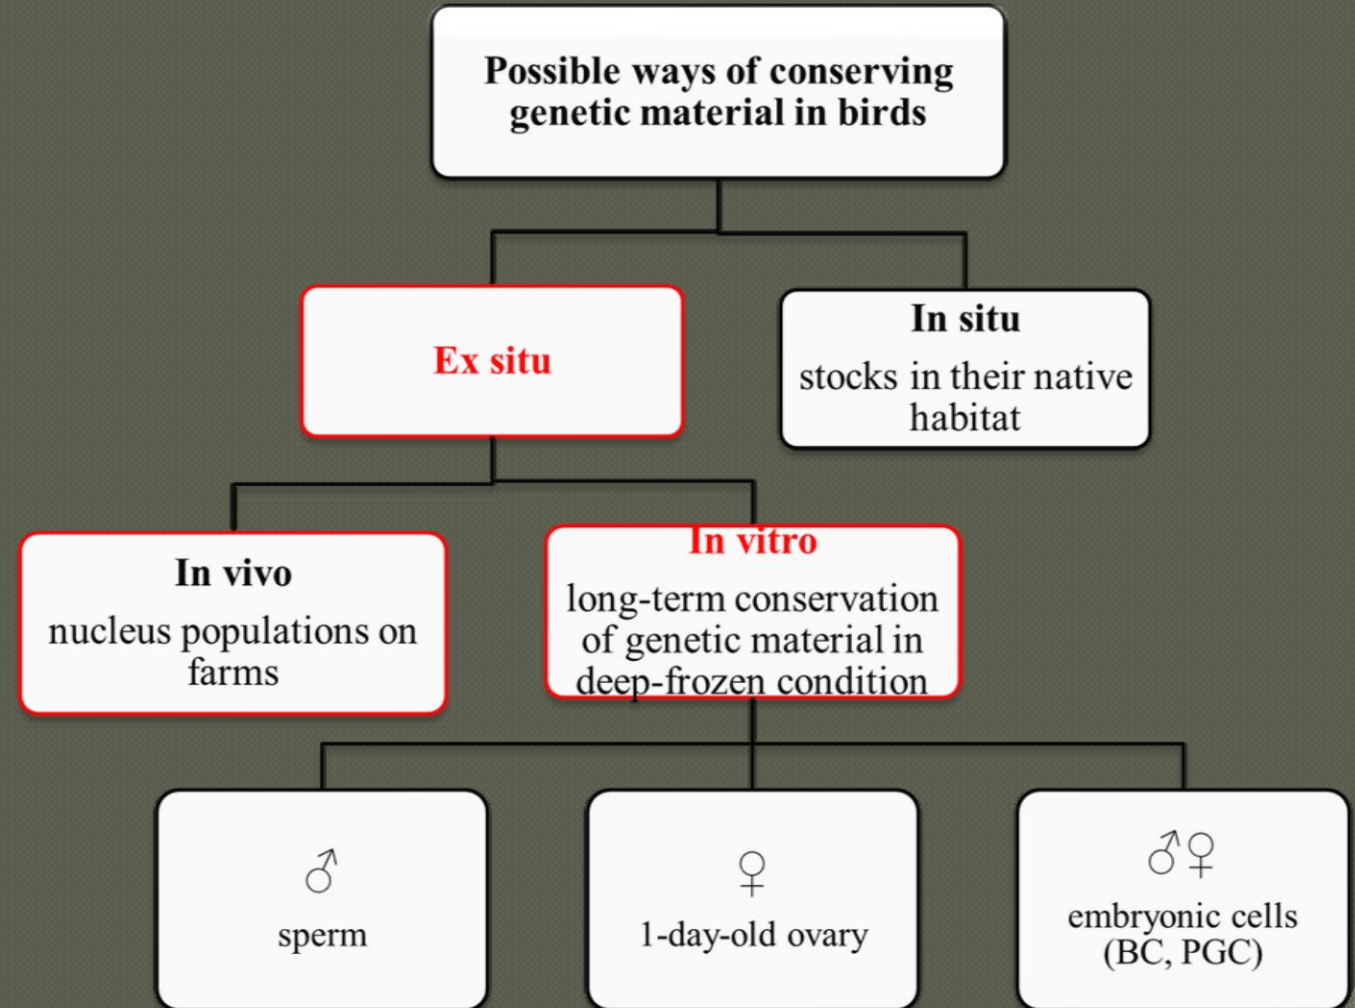 Possible ways of conserving
genetic material in birds
Ex situ
In situ
stocks in their native
habitat
In vivo
nucleus populations on
farms
In vitro
long-term conservation
of genetic material in
deep-frozen condition
♂
sperm
♀
1-day-old ovary
♂♀
embryonic cells
(BC, PGC)